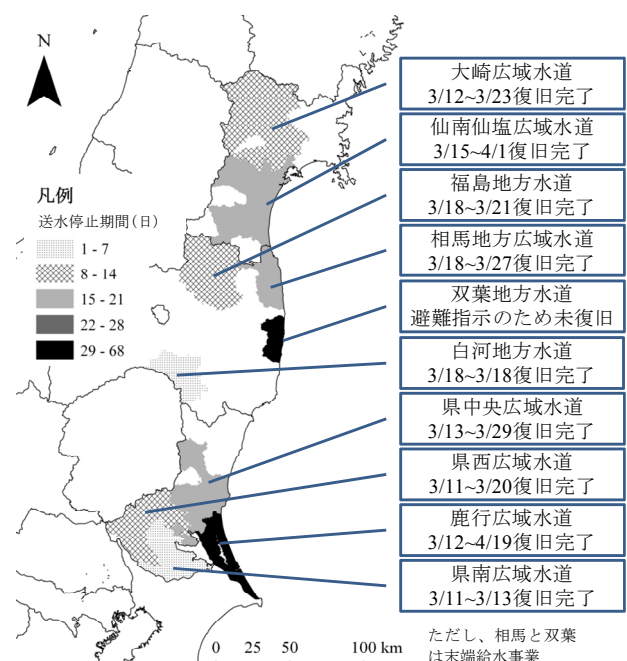 N
凡例
送水停止期間(日)
1 - 7
8 - 14
15 - 21
22 - 28
29 - 68
大崎広域水道
3/12~3/23復旧完了
仙南仙塩広域水道
3/15~4/1復旧完了
福島地方水道
3/18~3/21復旧完了
相馬地方広域水道
3/18~3/27復旧完了
双葉地方水道
避難指示のため未復旧
白河地方水道
3/18~3/18復旧完了
県中央広域水道
3/13~3/29復旧完了
県西広域水道
3/11~3/20復旧完了
鹿行広域水道
3/12~4/19復旧完了
県南広域水道
3/11~3/13復旧完了
0 25 50 100 km
ただし、相馬と双葉
は末端給水事業